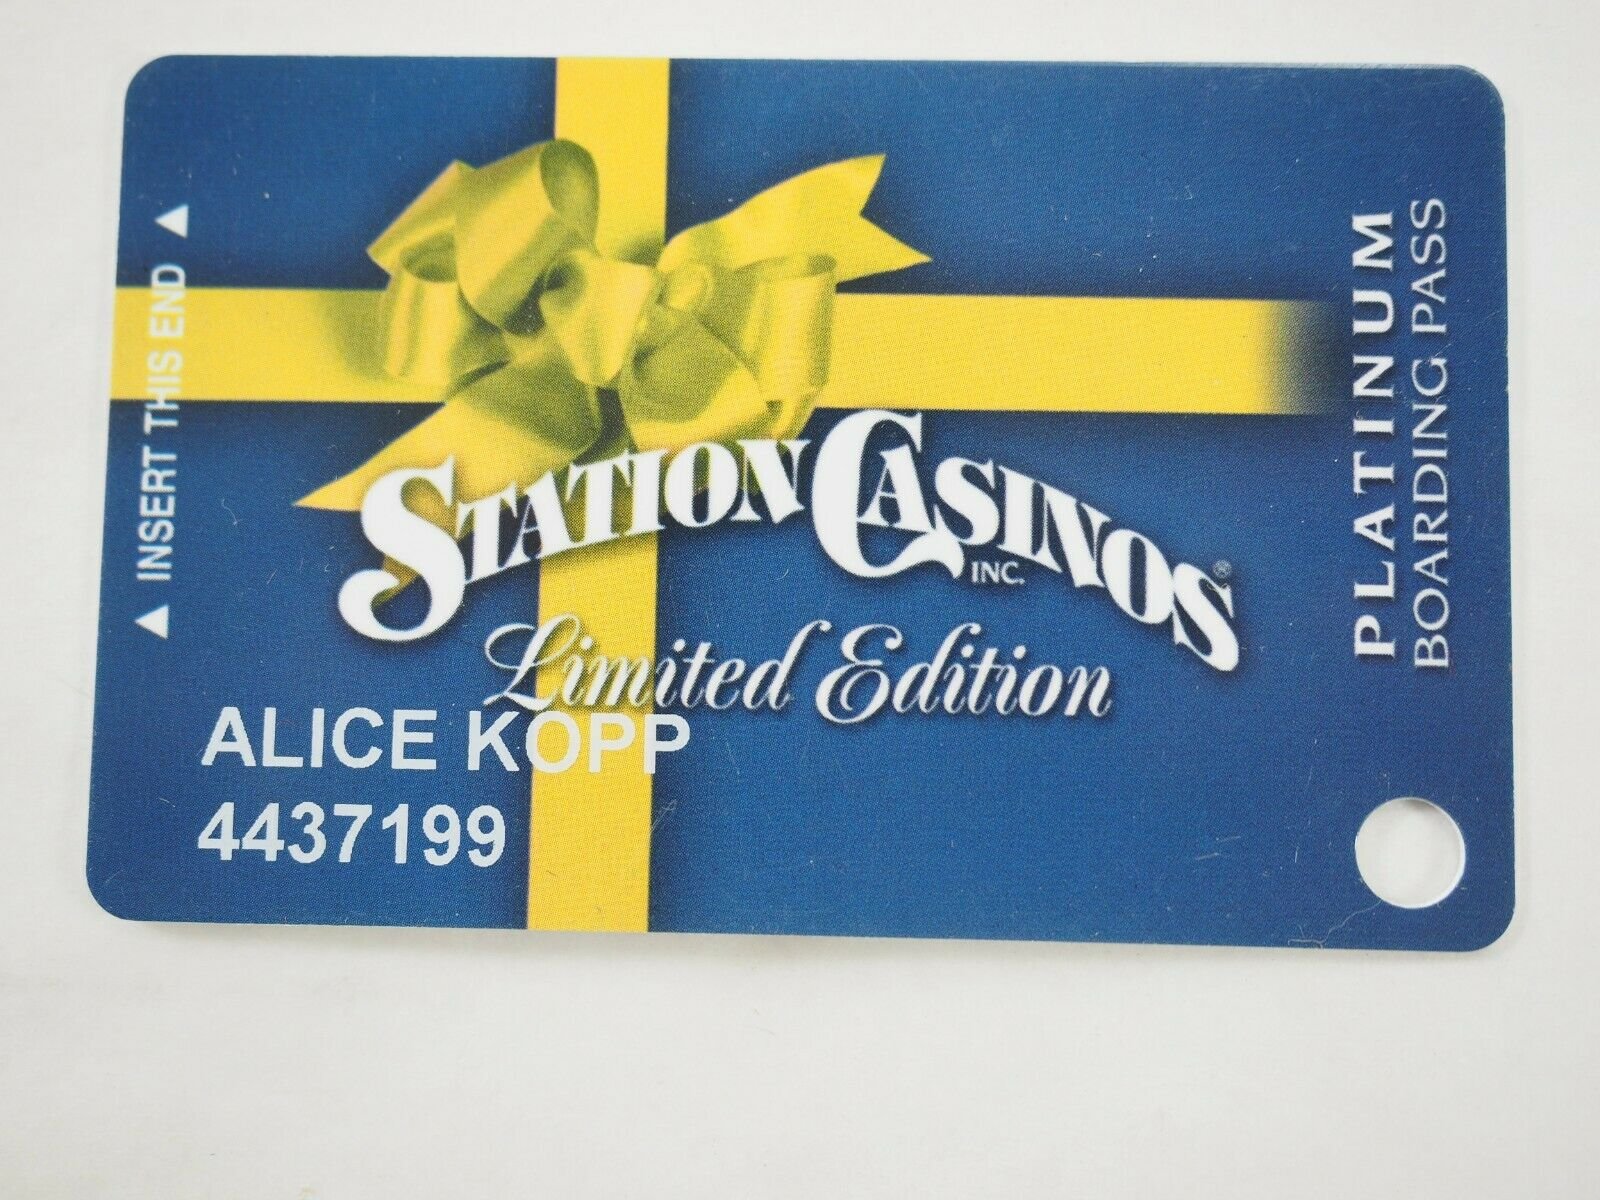 ▲ INSERT THIS END ▲
STATION CASINOS®
INC.
Limited Edition
ALICE KOPP
4437199
PLATINUM
BOARDING PASS